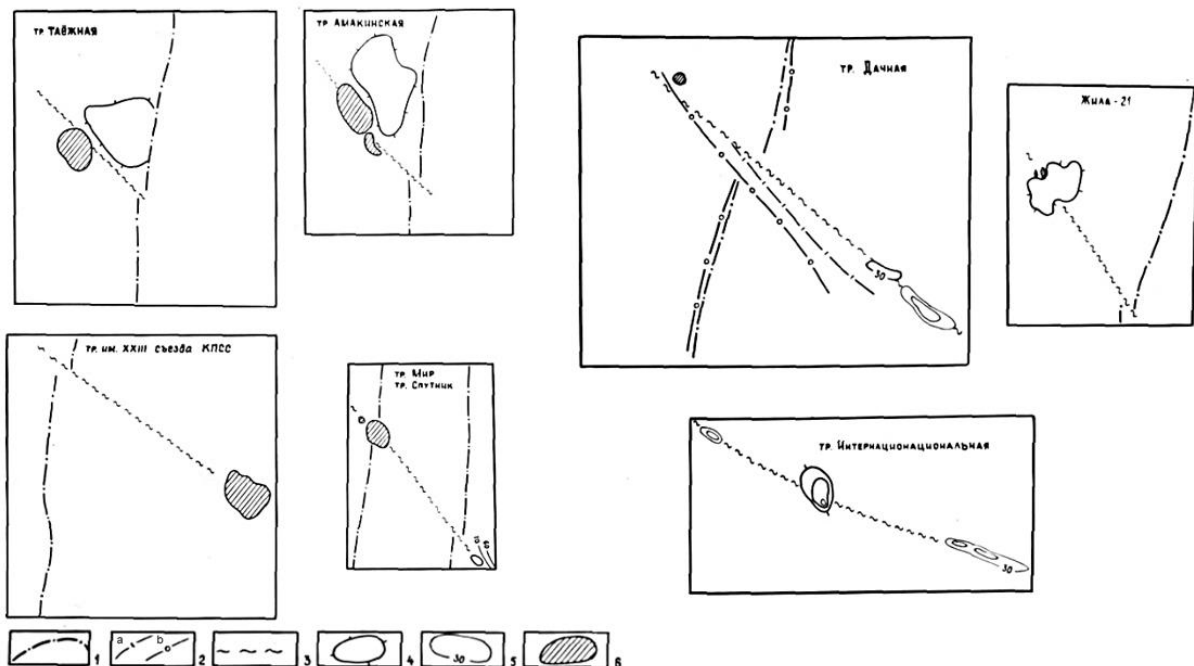 тр ТАЁЖНАЯ
тр АМАКИНСКАЯ
тр. ДАЧНАЯ
30
ЖИЛА - 21
тр. им. XXIII съезда КПСС
тр. МИР
тр. СПУТНИК
тр. ИНТЕРНАЦИОНАЦИОНАЛЬНАЯ
30
1
a
b
2
3
4
30
5
6